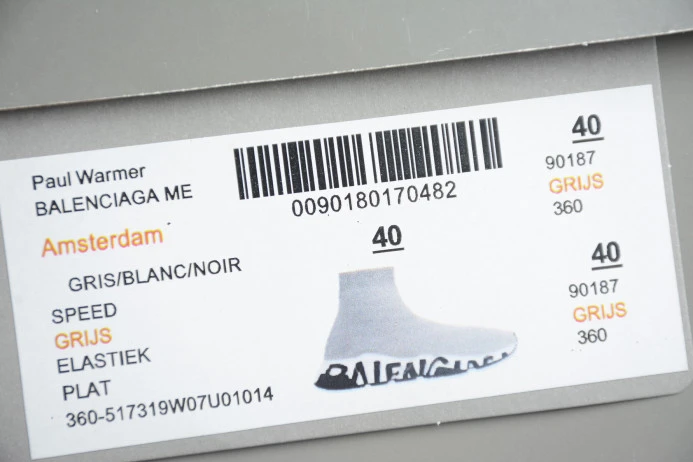 Paul Warmer
BALENCIAGA ME
Amsterdam
GRIS/BLANC/NOIR
SPEED
GRIJS
ELASTIEK
PLAT
360-517319W07U01014
0090180170482
40
BALENCIAGA
40
90187
GRIJS
360
40
90187
GRIJS
360